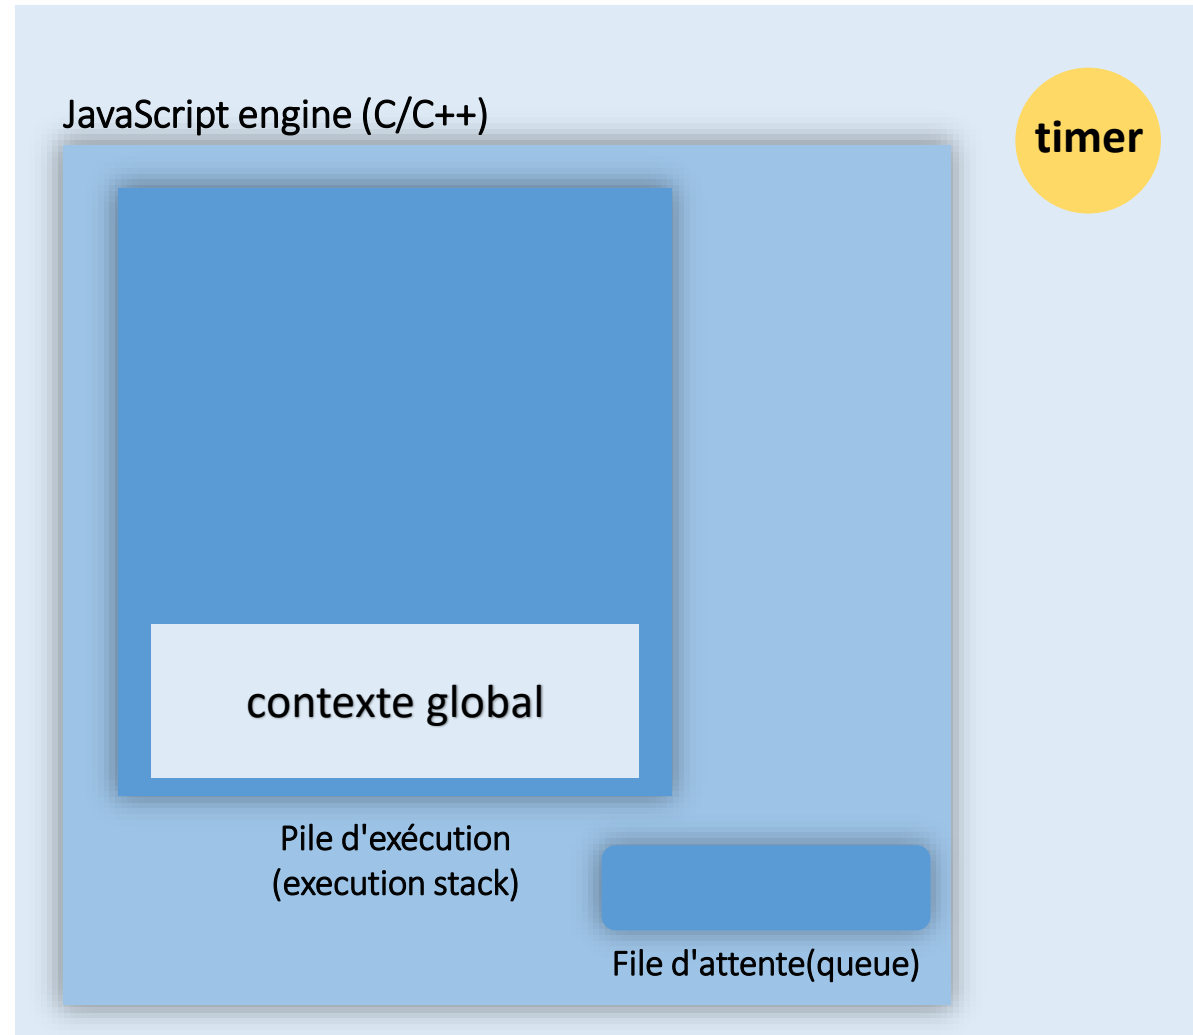 JavaScript engine (C/C++)
timer
contexte global
Pile d'exécution
(execution stack)
File d'attente(queue)